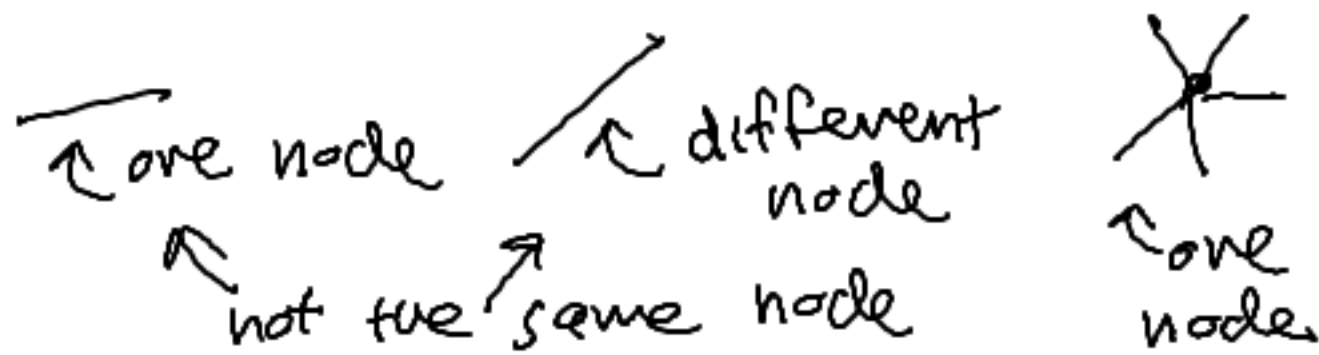 one node
different
node
not the same node
one
node